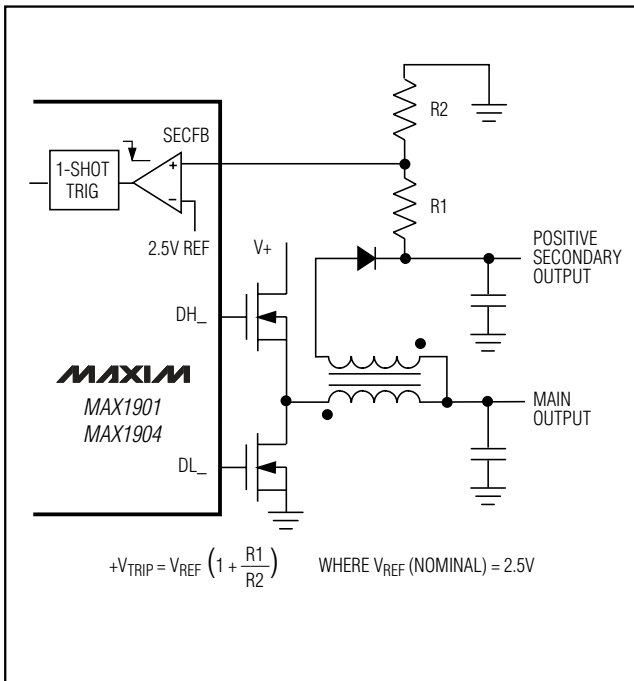 R2
SECFB
1-SHOT
TRIG
+
−
R1
2.5V REF
V+
POSITIVE
SECONDARY
OUTPUT
DH_
MAXIM
MAX1901
MAX1904
MAIN
OUTPUT
DL_
+VTRIP = VREF (1 + R1/R2) WHERE VREF (NOMINAL) = 2.5V